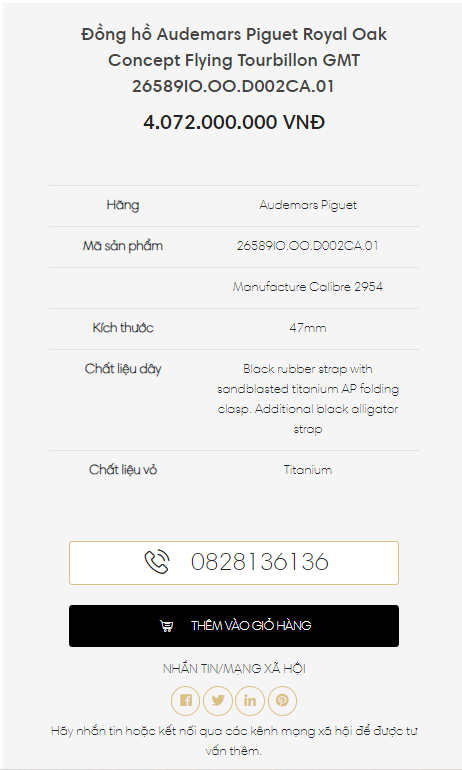 Đồng hồ Audemars Piguet Royal Oak
Concept Flying Tourbillon GMT
26589IO.OO.D002CA.01
4.072.000.000 VNĐ
Hãng
Audemars Piguet
Mã sản phẩm
26589IO.OO.D002CA.01
Manufacture Calibre 2954
Kích thước
47mm
Chất liệu dây
Black rubber strap with
sandblasted titanium AP folding
clasp. Additional black alligator
strap
Chất liệu vỏ
Titanium
0828136136
THÊM VÀO GIỎ HÀNG
NHẮN TIN/MẠNG XÃ HỘI
Hãy nhắn tin hoặc kết nối qua các kênh mạng xã hội để được tư
vấn thêm.